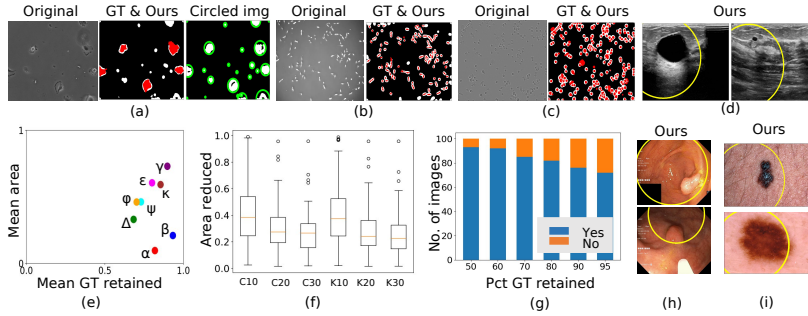 Original GT & Ours Circled img
Original GT & Ours
Original GT & Ours
Ours
(a)
(b)
(c)
(d)
Mean area
1
0
0.5
1.0
γ
ε
κ
φ
ψ
Δ
β
α
Mean GT retained
(e)
Area reduced
1.0
0.8
0.6
0.4
0.2
0.0
C10 C20 C30 K10 K20 K30
(f)
No. of images
100
80
60
40
20
0
Yes
No
50 60 70 80 90 95
Pct GT retained
(g)
Ours
(h)
Ours
(i)